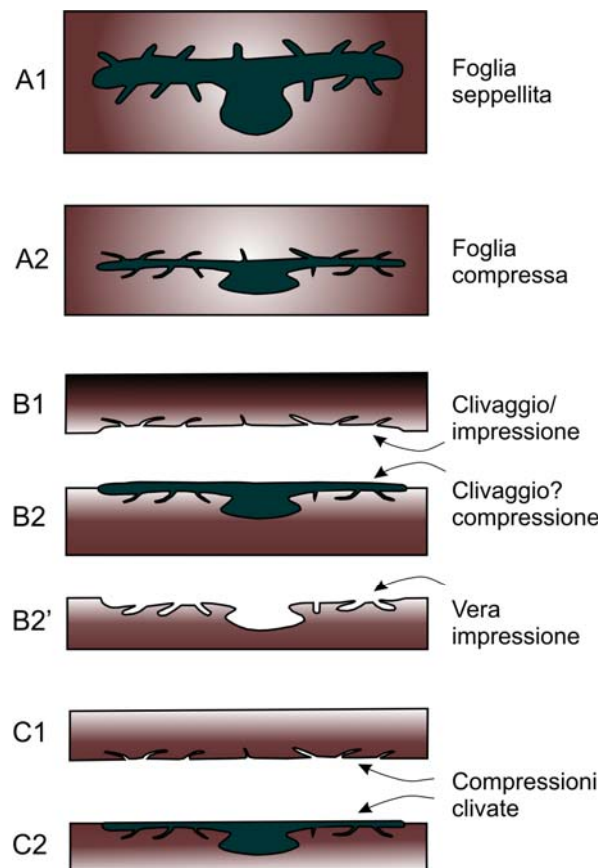 A1
Foglia
seppellita
A2
Foglia
compressa
B1
Clivaggio/
impressione
B2
Clivaggio?
compressione
B2’
Vera
impressione
C1
Compressioni
clivate
C2